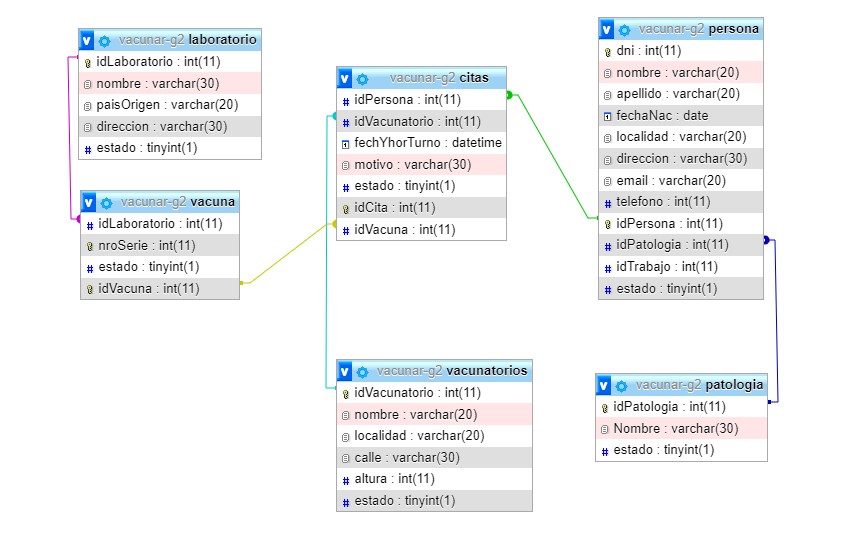 v vacunar-g2 laboratorio
idLaboratorio : int(11)
nombre : varchar(30)
paisOrigen : varchar(20)
direccion : varchar(30)
# estado : tinyint(1)
v vacunar-g2 vacuna
# idLaboratorio : int(11)
nroSerie : int(11)
# estado : tinyint(1)
idVacuna : int(11)
v vacunar-g2 citas
# idPersona : int(11)
# idVacunatorio : int(11)
fechYhorTurno : datetime
motivo : varchar(30)
# estado : tinyint(1)
idCita : int(11)
# idVacuna : int(11)
v vacunar-g2 vacunatorios
idVacunatorio : int(11)
nombre : varchar(20)
localidad : varchar(20)
calle : varchar(30)
# altura : int(11)
# estado : tinyint(1)
v vacunar-g2 persona
dni : int(11)
nombre : varchar(20)
apellido : varchar(20)
fechaNac : date
localidad : varchar(20)
direccion : varchar(30)
email : varchar(20)
# telefono : int(11)
idPersona : int(11)
# idPatologia : int(11)
# idTrabajo : int(11)
# estado : tinyint(1)
v vacunar-g2 patologia
idPatologia : int(11)
Nombre : varchar(30)
# estado : tinyint(1)